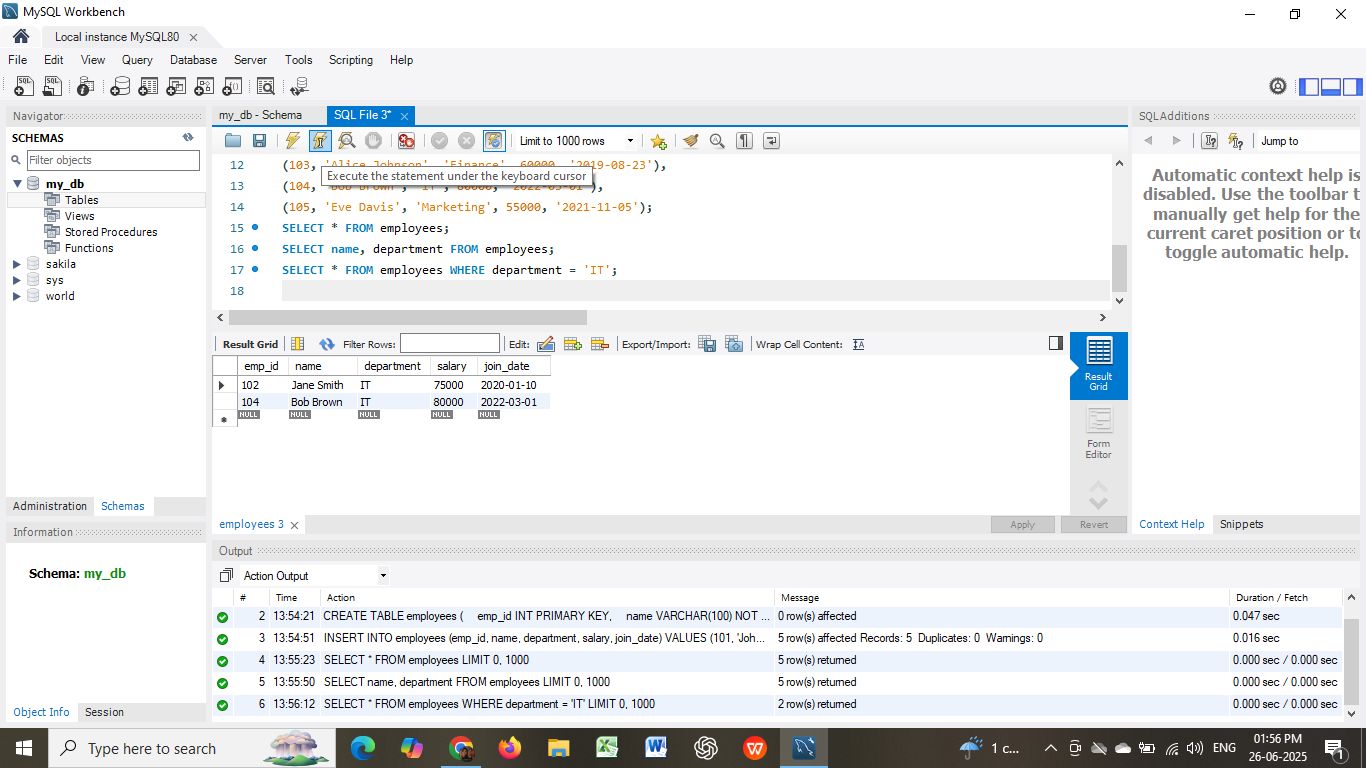 MySQL Workbench
Local instance MySQL80
File Edit View Query Database Server Tools Scripting Help
Navigator
SCHEMAS
Filter objects
my_db
Tables
Views
Stored Procedures
Functions
sakila
sys
world
Administration Schemas
Information
Schema: my_db
Object Info Session
my_db - Schema SQL File 3*
Limit to 1000 rows
12 (103, 'Alice Johnson', 'Finance', 60000, '2019-08-23'),
Execute the statement under the keyboard cursor
13 (104, 'Bob Brown', 'IT', 80000, '2022-03-01'),
14 (105, 'Eve Davis', 'Marketing', 55000, '2021-11-05');
15 SELECT * FROM employees;
16 SELECT name, department FROM employees;
17 SELECT * FROM employees WHERE department = 'IT';
18
Result Grid Filter Rows: Edit: Export/Import: Wrap Cell Content:
emp_id name department salary join_date
102 Jane Smith IT 75000 2020-01-10
104 Bob Brown IT 80000 2022-03-01
NULL NULL NULL NULL NULL
Result
Grid
Form
Editor
employees 3 Apply Revert
SQLAdditions
Jump to
Automatic context help is
disabled. Use the toolbar t
manually get help for the
current caret position or to
toggle automatic help.
Context Help Snippets
Output
Action Output
# Time Action Message Duration / Fetch
2 13:54:21 CREATE TABLE employees ( emp_id INT PRIMARY KEY, name VARCHAR(100) NOT ... 0 row(s) affected 0.047 sec
3 13:54:51 INSERT INTO employees (emp_id, name, department, salary, join_date) VALUES (101, 'Joh... 5 row(s) affected Records: 5 Duplicates: 0 Warnings: 0 0.016 sec
4 13:55:23 SELECT * FROM employees LIMIT 0, 1000 5 row(s) returned 0.000 sec / 0.000 sec
5 13:55:50 SELECT name, department FROM employees LIMIT 0, 1000 5 row(s) returned 0.000 sec / 0.000 sec
6 13:56:12 SELECT * FROM employees WHERE department = 'IT' LIMIT 0, 1000 2 row(s) returned 0.000 sec / 0.000 sec
Type here to search
1 c...
ENG
01:56 PM
26-06-2025
1